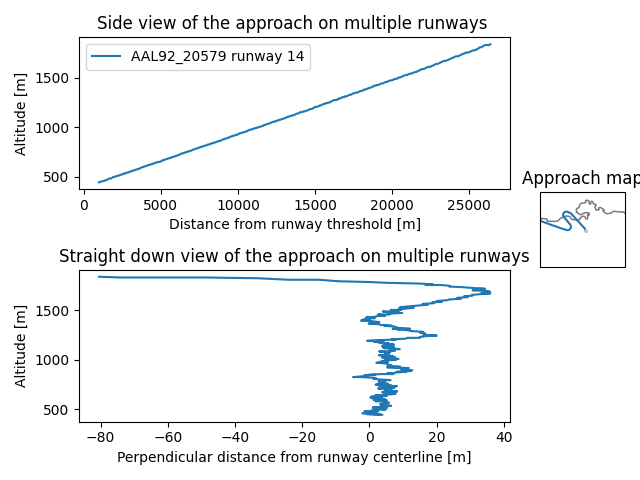 Side view of the approach on multiple runways
AAL92_20579 runway 14
Altitude [m]
1500
1000
500
0
5000
10000
15000
20000
25000
Distance from runway threshold [m]
Approach map
Straight down view of the approach on multiple runways
Altitude [m]
1500
1000
500
−80
−60
−40
−20
0
20
40
Perpendicular distance from runway centerline [m]